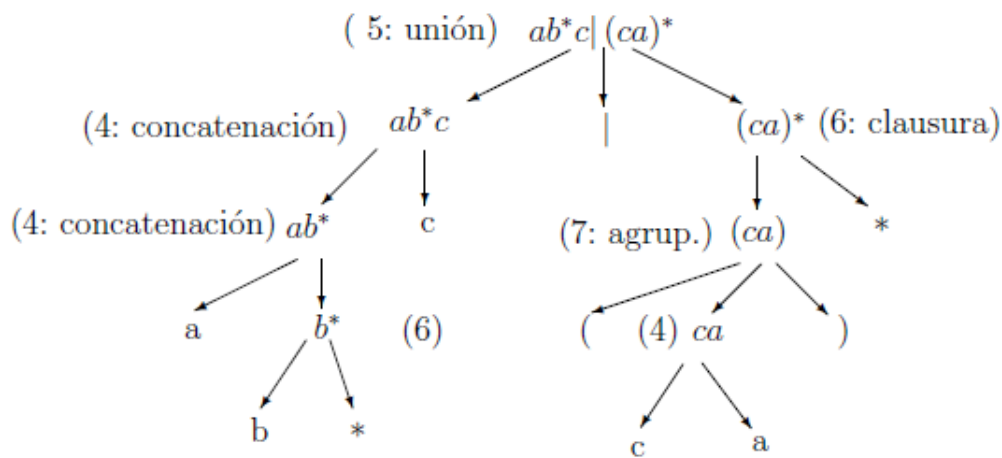 ( 5: unión) ab*c| (ca)*
(4: concatenación) ab*c | (ca)* (6: clausura)
(4: concatenación) ab* c (7: agrup.) (ca) *
a b* (6) ( (4) ca )
b * c a